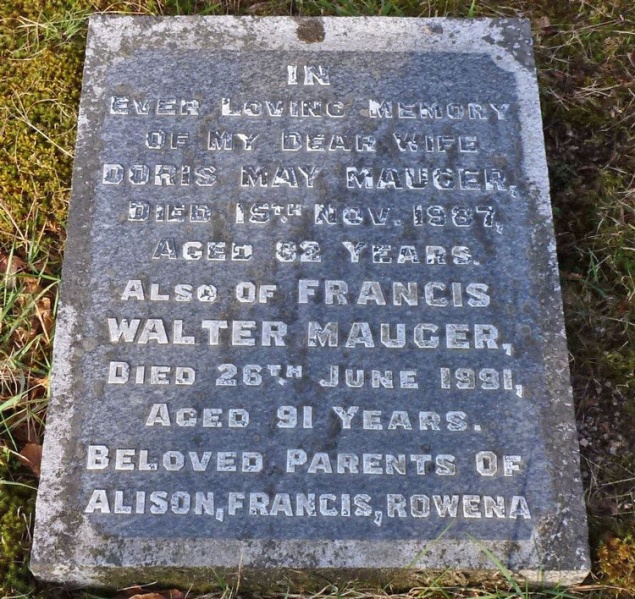 IN
EVER LOVING MEMORY
OF MY DEAR WIFE
DORIS MAY MAUGER,
DIED 15TH NOV. 1987,
AGED 82 YEARS.
ALSO OF FRANCIS
WALTER MAUGER,
DIED 26TH JUNE 1991,
AGED 91 YEARS.
BELOVED PARENTS OF
ALISON, FRANCIS, ROWENA